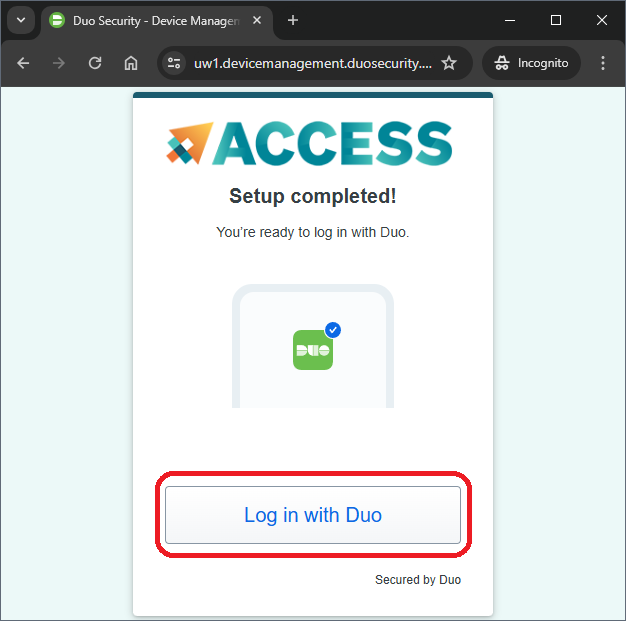 Duo Security - Device Managen
uw1.devicemanagement.duosecurity....
Incognito
ACCESS
Setup completed!
You're ready to log in with Duo.
DUO
Log in with Duo
Secured by Duo